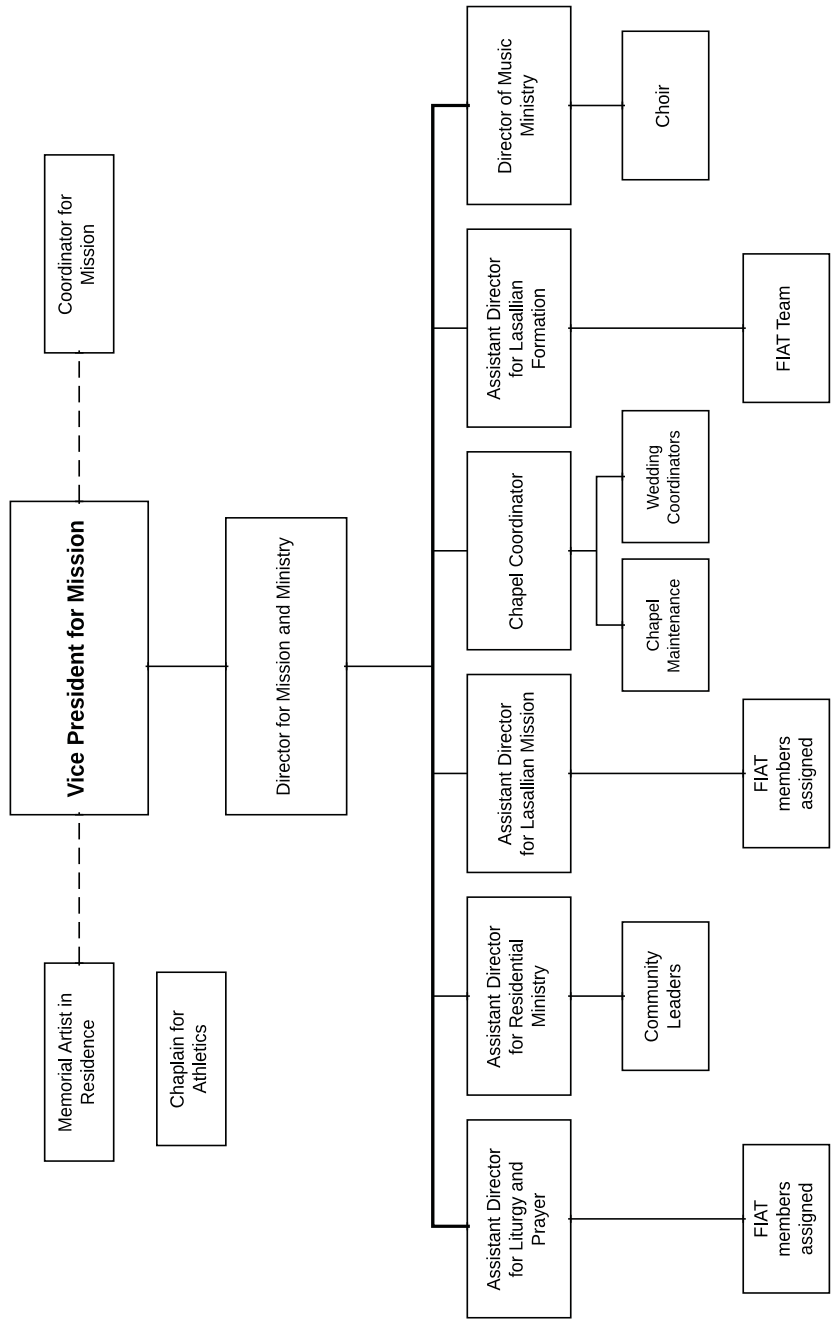 Memorial Artist in
Residence
Vice President for Mission
Coordinator for
Mission
Chaplain for
Athletics
Director for Mission and Ministry
Assistant Director
for Liturgy and
Prayer
Assistant Director
for Residential
Ministry
Assistant Director
for Lasallian Mission
Chapel Coordinator
Assistant Director
for Lasallian
Formation
Director of Music
Ministry
Community
Leaders
Chapel
Maintenance
Wedding
Coordinators
Choir
FIAT
members
assigned
FIAT
members
assigned
FIAT Team